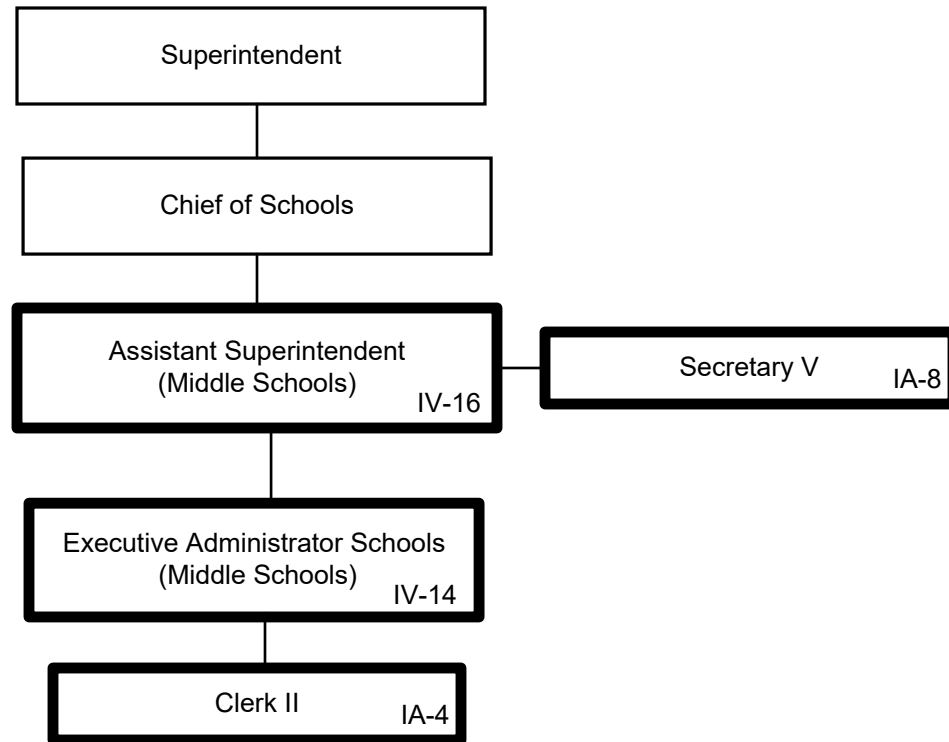 Superintendent
Chief of Schools
Assistant Superintendent
(Middle Schools)
IV-16
Secretary V
IA-8
Executive Administrator Schools
(Middle Schools)
IV-14
Clerk II
IA-4